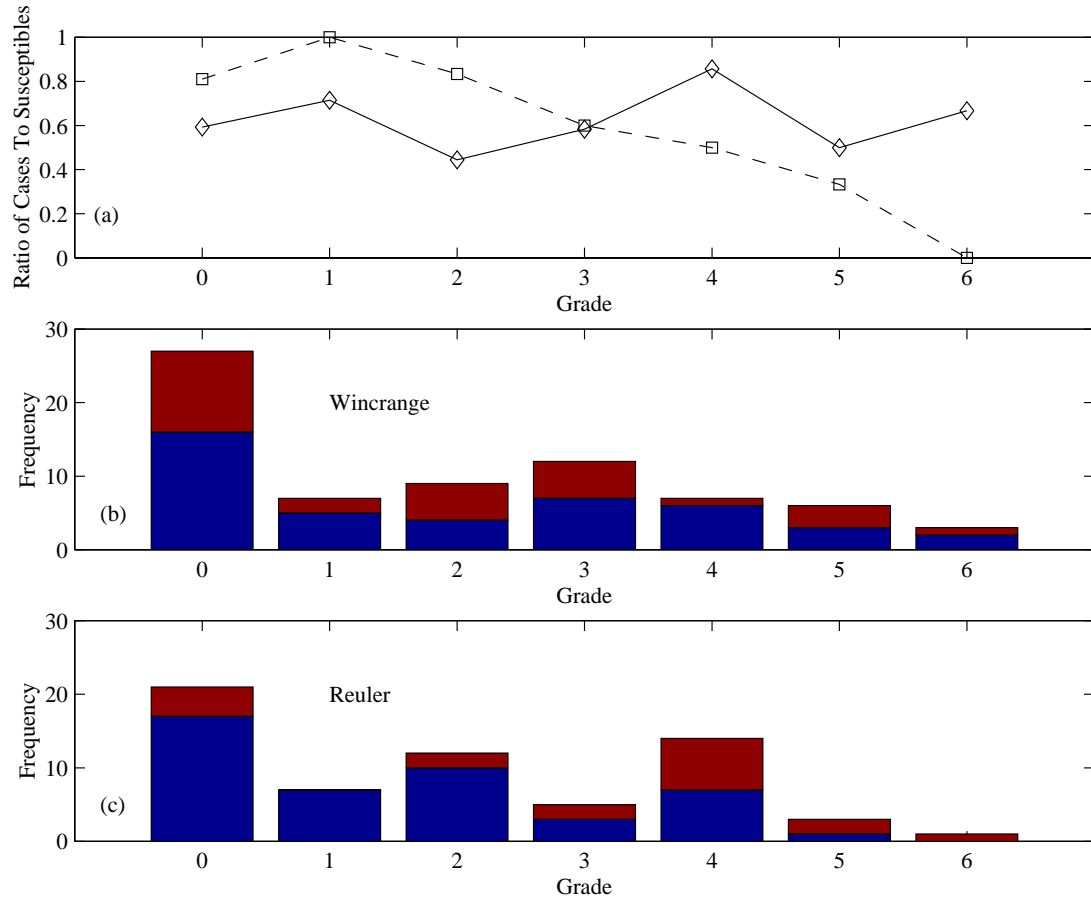 Ratio of Cases To Susceptibles
1
0.8
0.6
0.4
0.2
0
(a)
0 1 2 3 4 5 6
Grade
Frequency
30
20
10
0
Wincrange
(b)
0 1 2 3 4 5 6
Grade
Frequency
30
20
10
0
Reuler
(c)
0 1 2 3 4 5 6
Grade